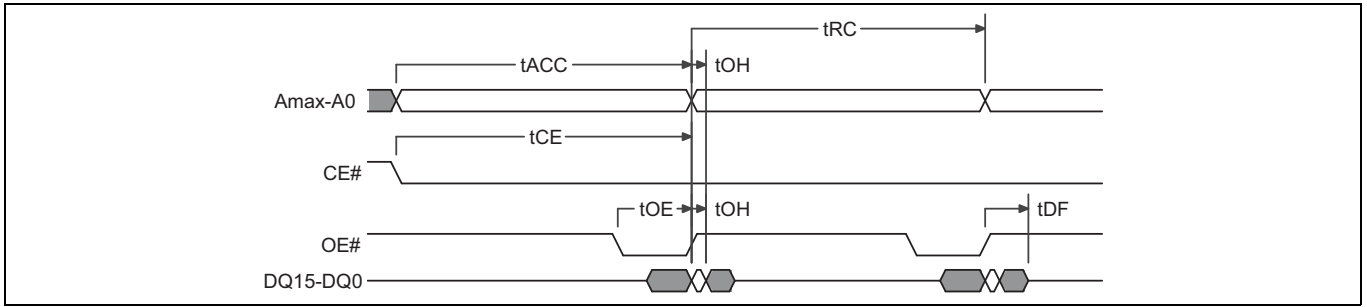 tRC
tACC
tOH
Amax-A0
tCE
CE#
tOE
tOH
tDF
OE#
DQ15-DQ0